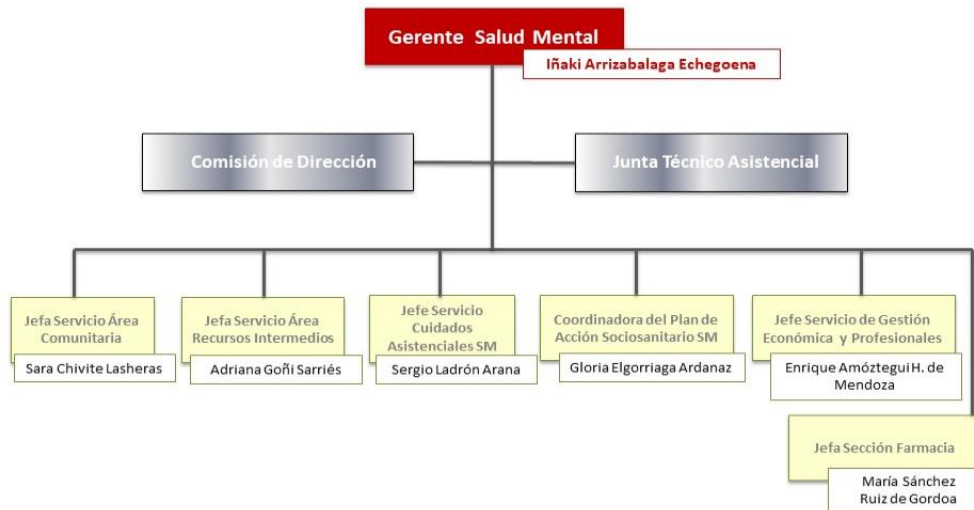 Gerente Salud Mental
Iñaki Arrizabalaga Echegoena
Comisión de Dirección
Junta Técnico Asistencial
Jefa Servicio Área
Comunitaria
Sara Chivite Lasheras
Jefa Servicio Área
Recursos Intermedios
Adriana Goñi Sarriés
Jefe Servicio
Cuidados
Asistenciales SM
Sergio Ladrón Arana
Coordinadora del Plan de
Acción Sociosanitario SM
Gloria Elgorriaga Ardanaz
Jefe Servicio de Gestión
Económica y Profesionales
Enrique Amóztegui H. de
Mendoza
Jefa Sección Farmacia
María Sánchez
Ruiz de Gordoa